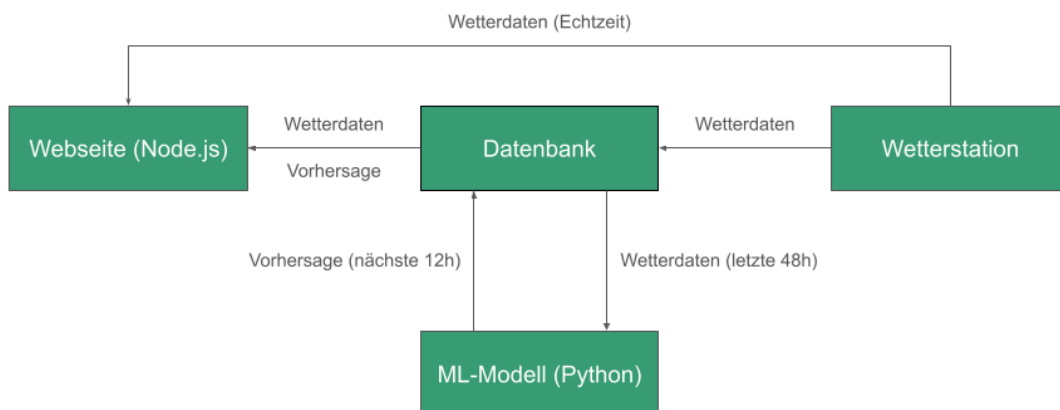 Wetterdaten (Echtzeit)
Webseite (Node.js)
Wetterdaten
Vorhersage
Datenbank
Wetterdaten
Wetterstation
Vorhersage (nächste 12h)
Wetterdaten (letzte 48h)
ML-Modell (Python)